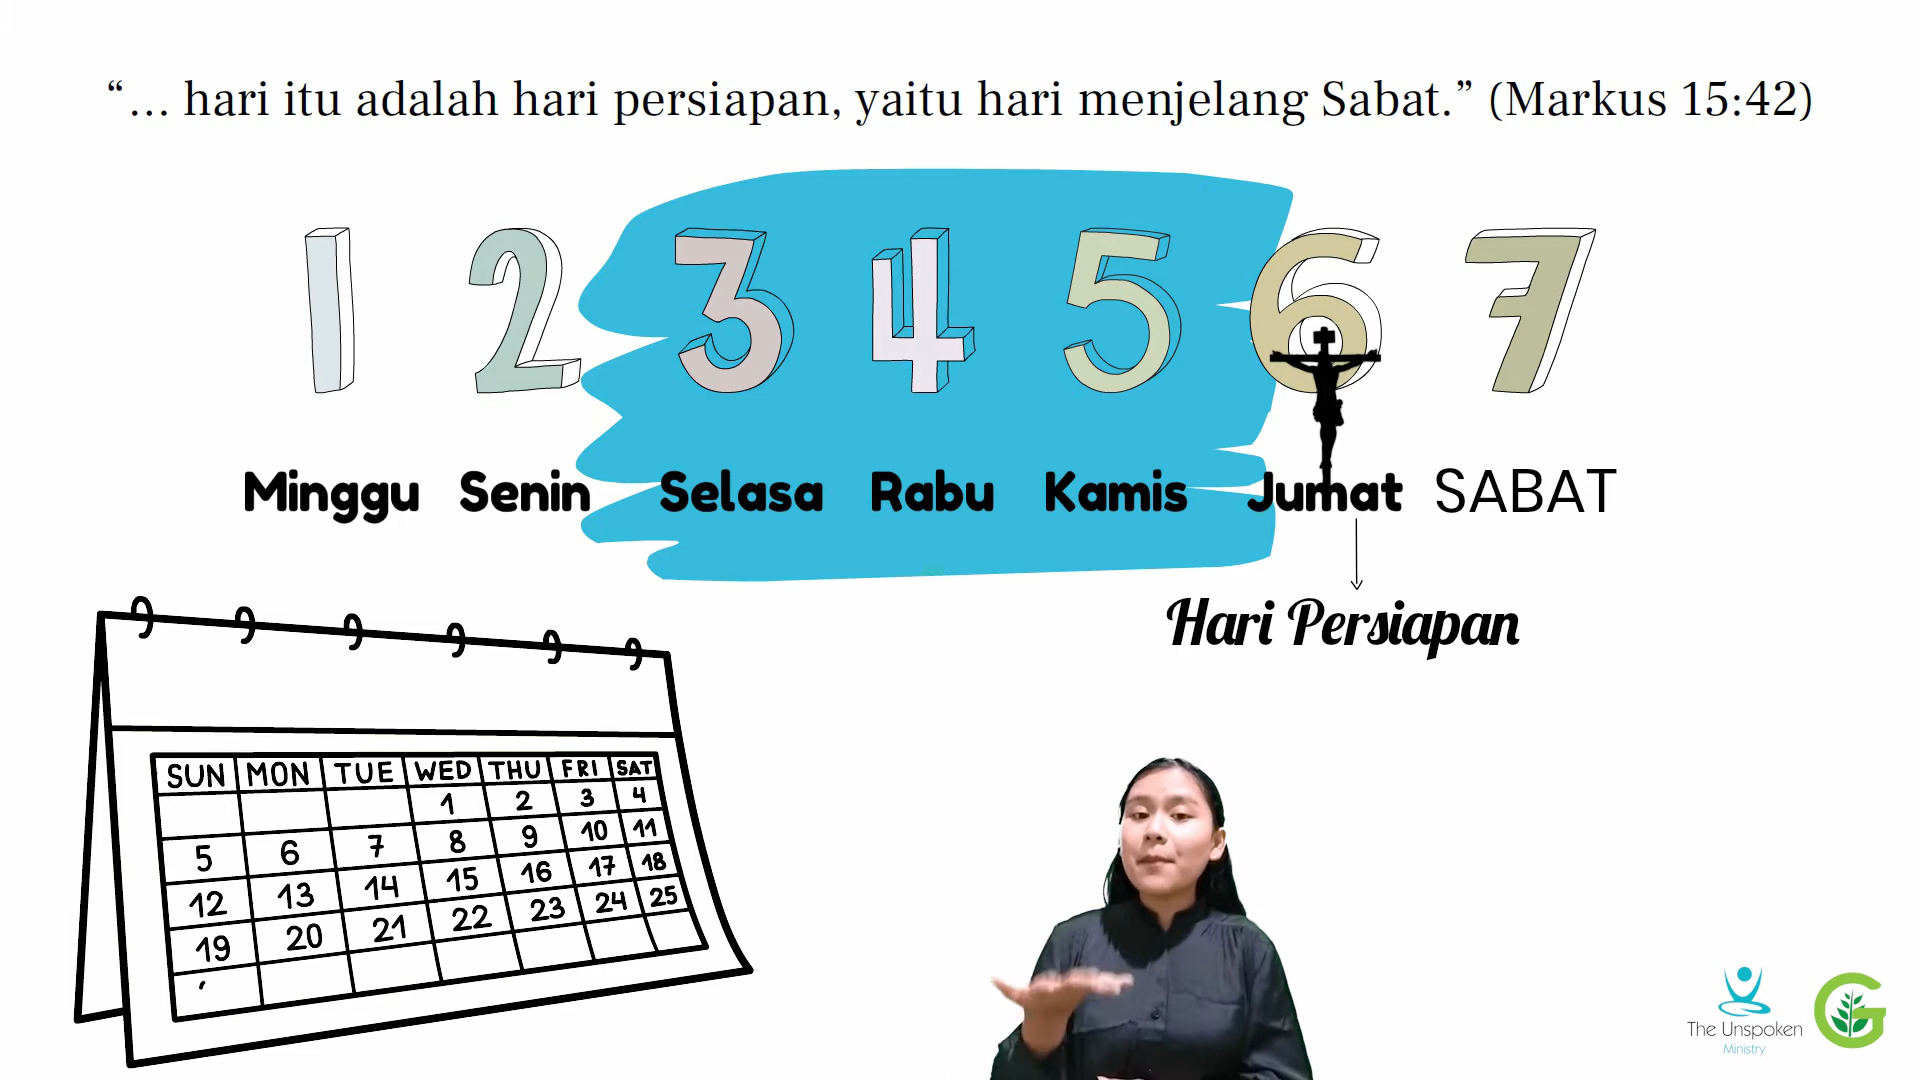 “... hari itu adalah hari persiapan, yaitu hari menjelang Sabat.” (Markus 15:42)
1 2 3 4 5 6 7
Minggu Senin Selasa Rabu Kamis Jumat SABAT
Hari Persiapan
SUN MON TUE WED THU FRI SAT
1 2 3 4
5 6 7 8 9 10 11
12 13 14 15 16 17 18
19 20 21 22 23 24 25
The Unspoken
Ministry
G